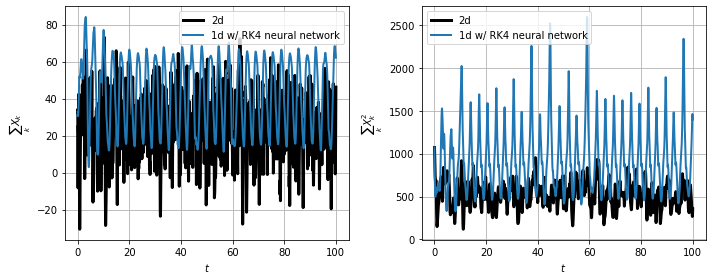 2d
1d w/ RK4 neural network
80
60
40
20
0
−20
∑ X_k
k
0 20 40 60 80 100
t
2d
1d w/ RK4 neural network
2500
2000
1500
1000
500
0
∑ X_k^2
k
0 20 40 60 80 100
t